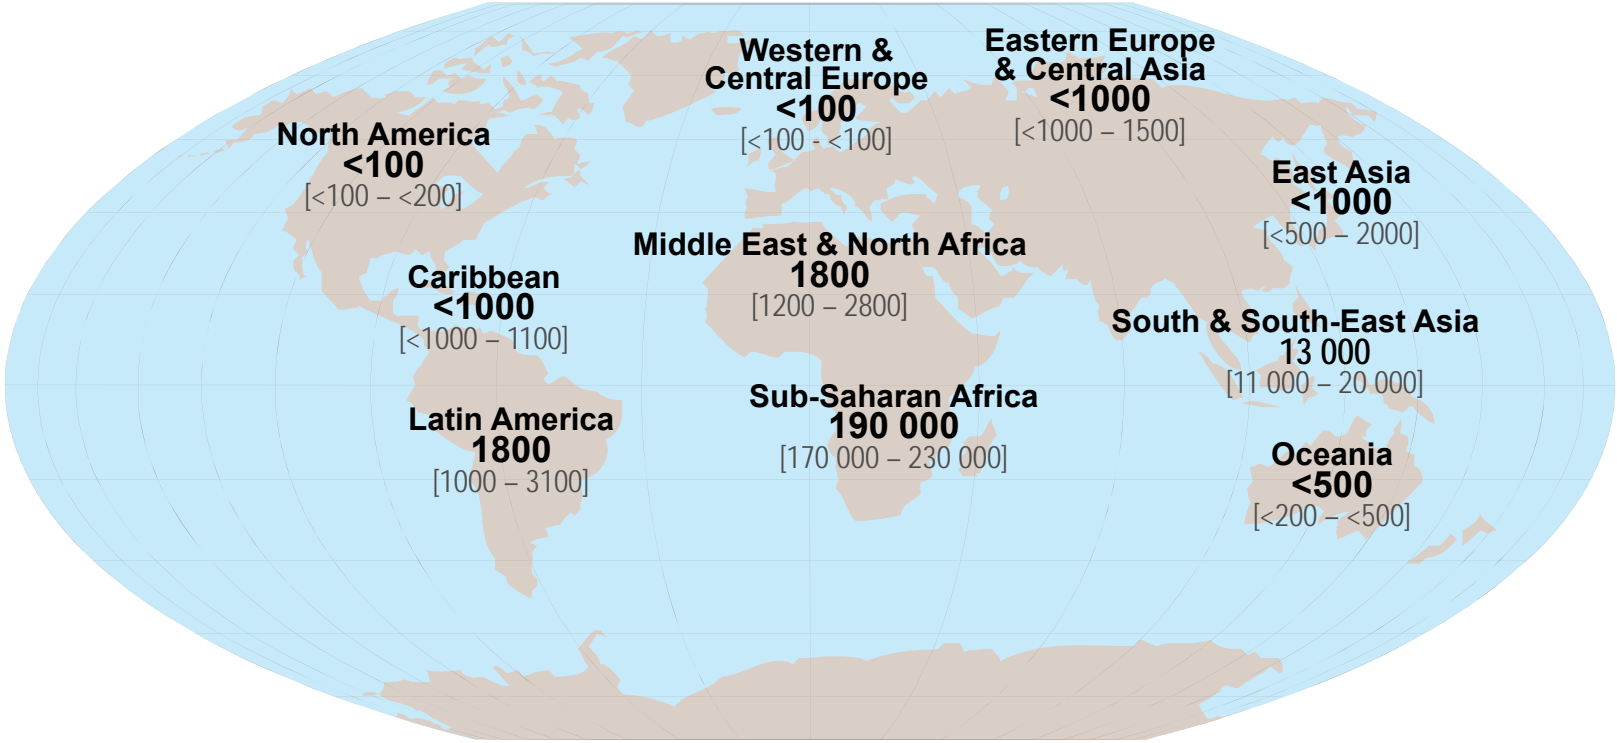 Western &
Central Europe
<100
[<100 - <100]
Eastern Europe
& Central Asia
<1000
[<1000 – 1500]
North America
<100
[<100 – <200]
East Asia
<1000
[<500 – 2000]
Middle East & North Africa
1800
[1200 – 2800]
Caribbean
<1000
[<1000 – 1100]
South & South-East Asia
13 000
[11 000 – 20 000]
Sub-Saharan Africa
190 000
[170 000 – 230 000]
Latin America
1800
[1000 – 3100]
Oceania
<500
[<200 – <500]